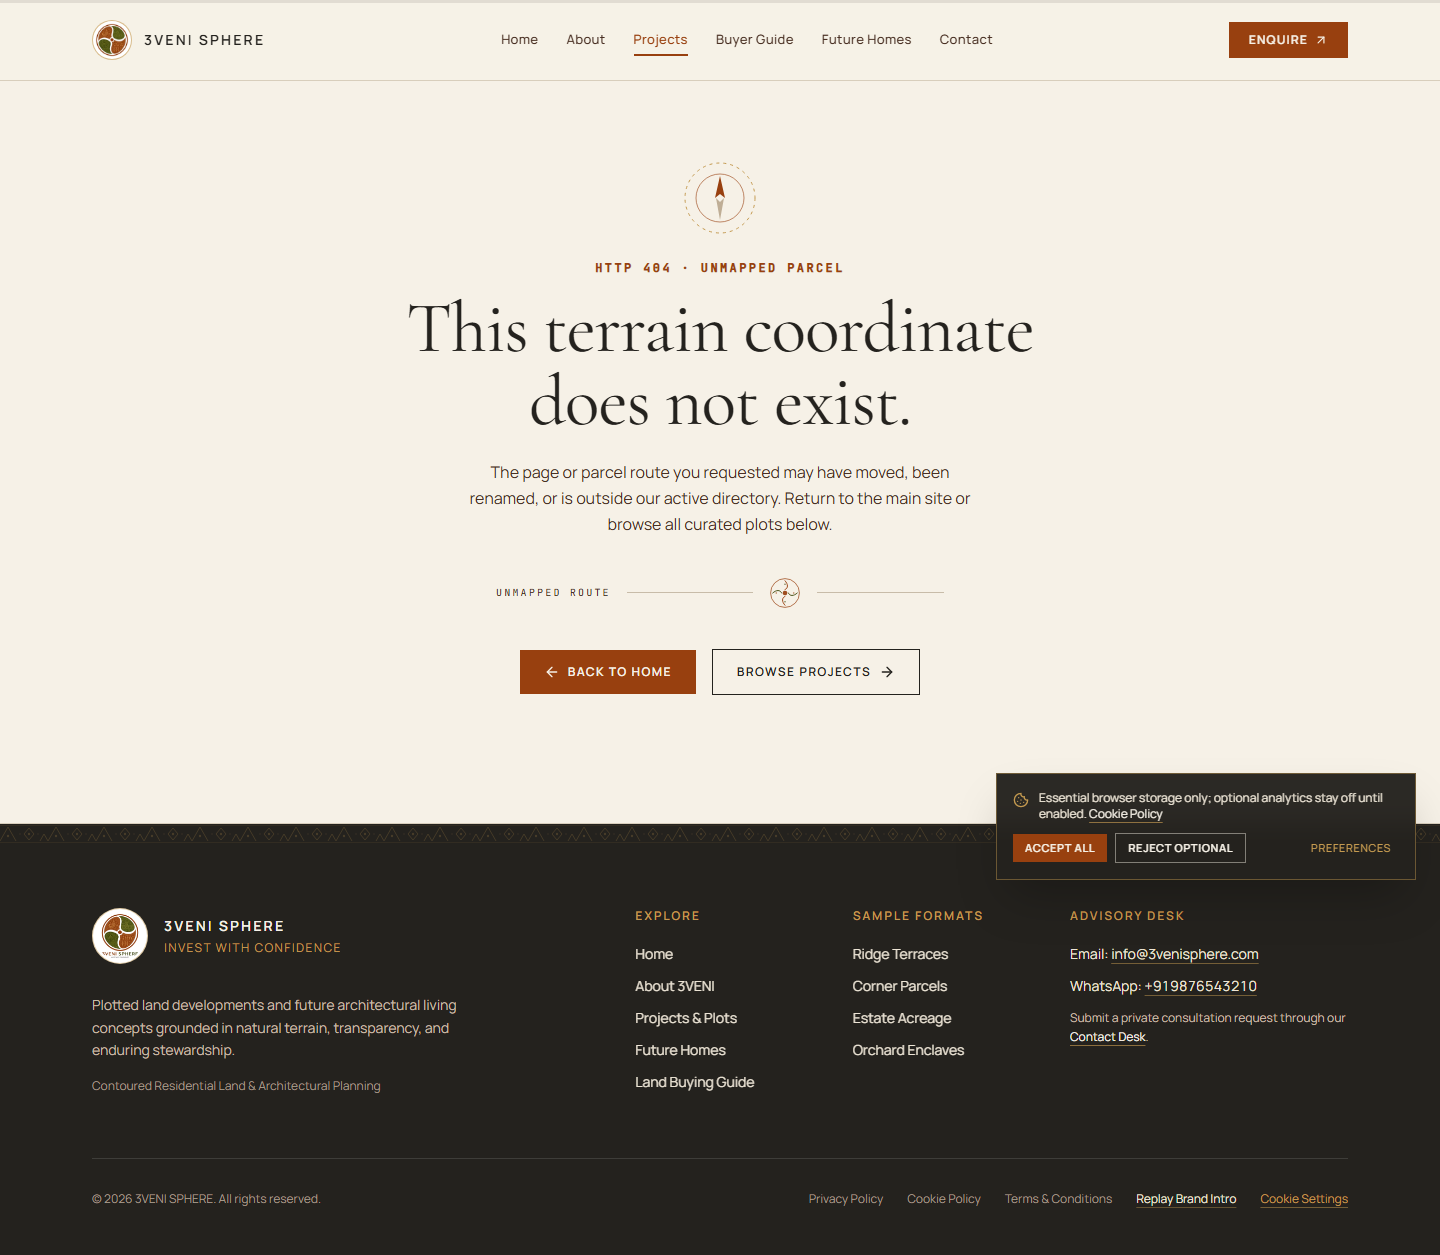 3VENI SPHERE
Home About Projects Buyer Guide Future Homes Contact
ENQUIRE
HTTP 404 · UNMAPPED PARCEL
This terrain coordinate
does not exist.
The page or parcel route you requested may have moved, been
renamed, or is outside our active directory. Return to the main site or
browse all curated plots below.
UNMAPPED ROUTE
BACK TO HOME
BROWSE PROJECTS
Essential browser storage only; optional analytics stay off until
enabled. Cookie Policy
ACCEPT ALL REJECT OPTIONAL PREFERENCES
3VENI SPHERE
3VENI SPHERE
INVEST WITH CONFIDENCE
Plotted land developments and future architectural living
concepts grounded in natural terrain, transparency, and
enduring stewardship.
Contoured Residential Land & Architectural Planning
EXPLORE
Home
About 3VENI
Projects & Plots
Future Homes
Land Buying Guide
SAMPLE FORMATS
Ridge Terraces
Corner Parcels
Estate Acreage
Orchard Enclaves
ADVISORY DESK
Email: info@3venisphere.com
WhatsApp: +919876543210
Submit a private consultation request through our
Contact Desk.
© 2026 3VENI SPHERE. All rights reserved.
Privacy Policy Cookie Policy Terms & Conditions Replay Brand Intro Cookie Settings